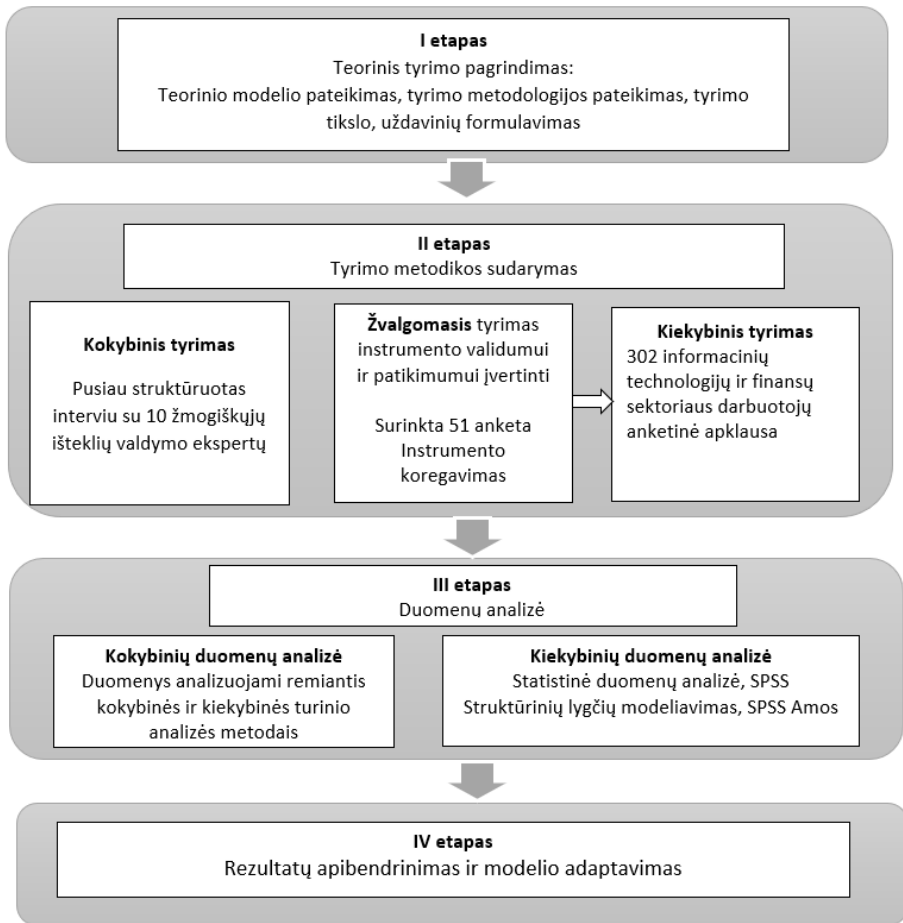 I etapas
Teorinis tyrimo pagrindimas:
Teorinio modelio pateikimas, tyrimo metodologijos pateikimas, tyrimo
tikslo, uždavinių formulavimas
II etapas
Tyrimo metodikos sudarymas
Kokybinis tyrimas
Pusiau struktūruotas
interviu su 10 žmogiškųjų
išteklių valdymo ekspertų
Žvalgomasis tyrimas
instrumento validumui
ir patikimumui įvertinti
Surinkta 51 anketa
Instrumento
koregavimas
Kiekybinis tyrimas
302 informacinių
technologijų ir finansų
sektoriaus darbuotojų
anketinė apklausa
III etapas
Duomenų analizė
Kokybinių duomenų analizė
Duomenys analizuojami remiantis
kokybinės ir kiekybinės turinio
analizės metodais
Kiekybinių duomenų analizė
Statistinė duomenų analizė, SPSS
Struktūrinių lygčių modeliavimas, SPSS Amos
IV etapas
Rezultatų apibendrinimas ir modelio adaptavimas